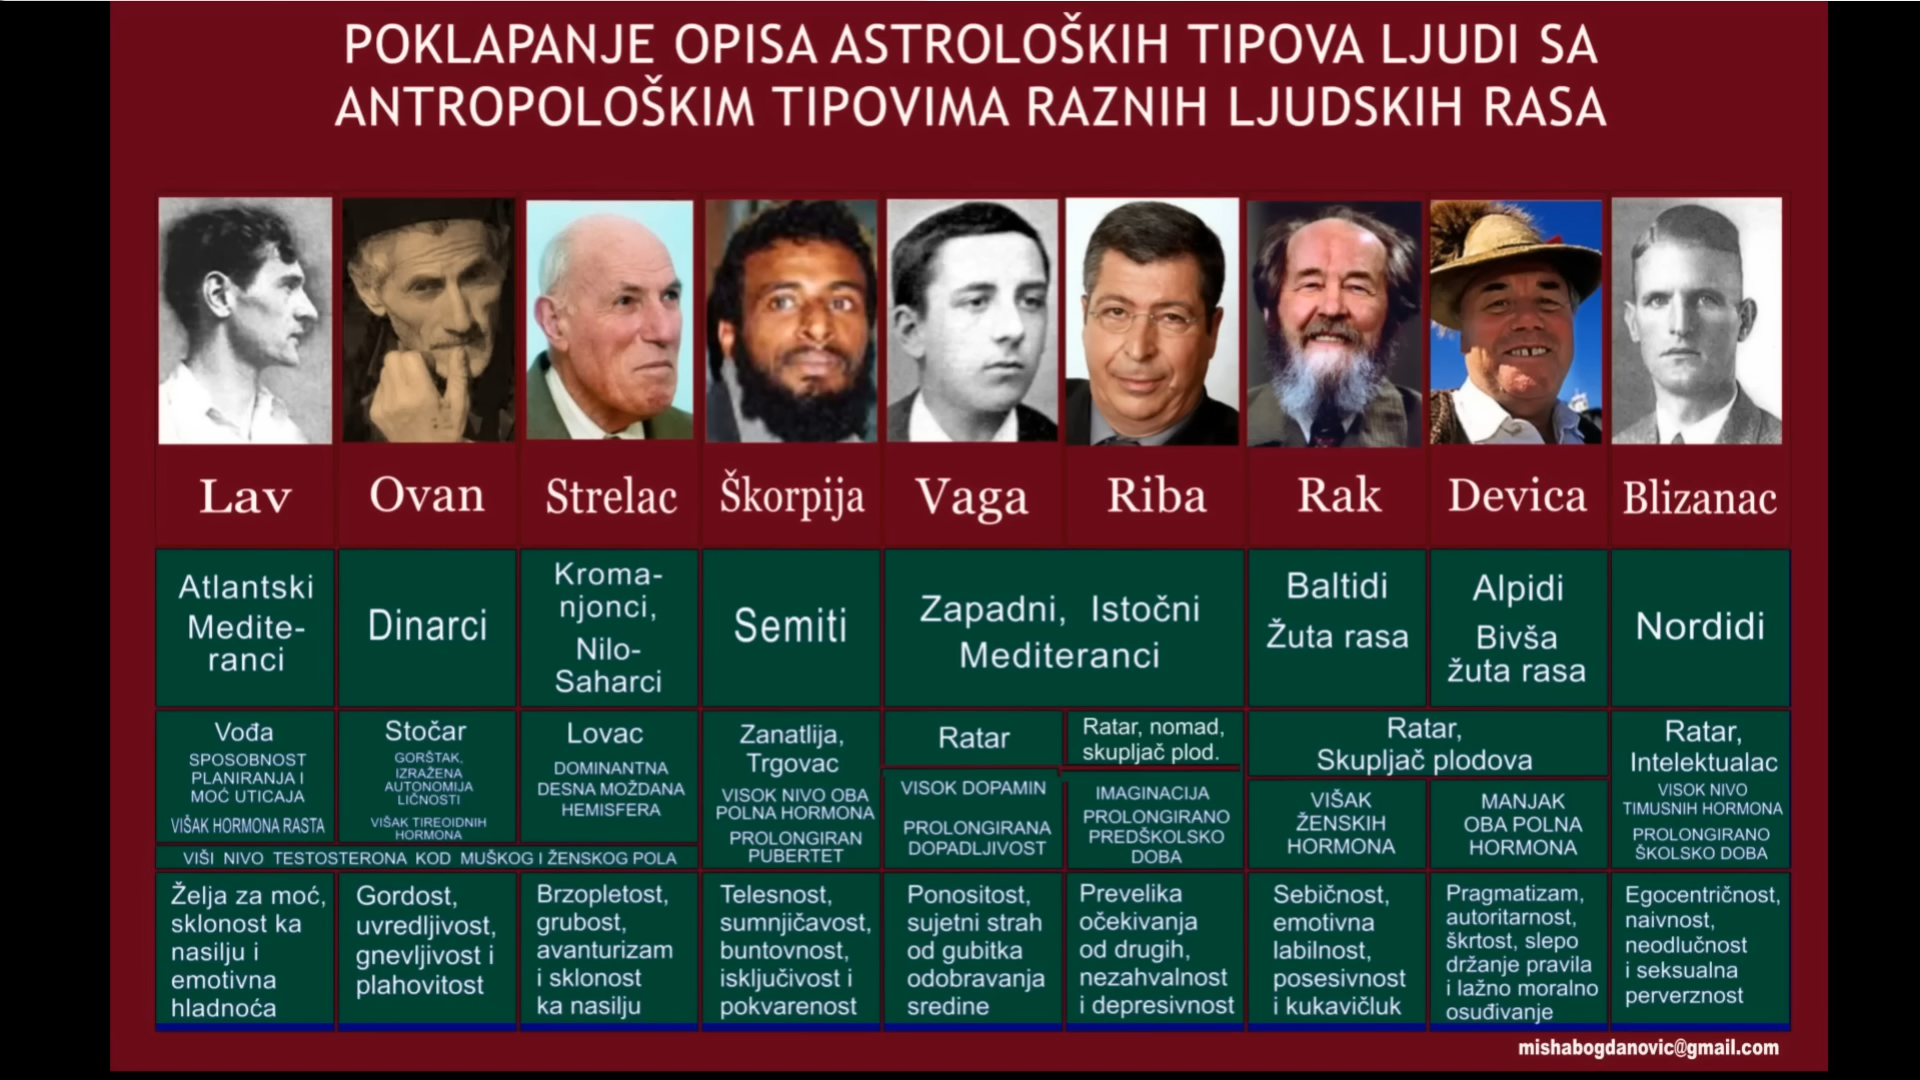 POKLAPANJE OPISA ASTROLOŠKIH TIPOVA LJUDI SA
ANTROPOLOŠKIM TIPOVIMA RAZNIH LJUDSKIH RASA
Lav
Ovan
Strelac
Škorpija
Vaga
Riba
Rak
Devica
Blizanac
Atlantski
Medite-
ranci
Dinarci
Kroma-
njonci,
Nilo-
Saharci
Semiti
Zapadni, Istočni
Mediteranci
Baltidi
Žuta rasa
Alpidi
Bivša
žuta rasa
Nordidi
Vođa
SPOSOBNOST
PLANIRANJA I
MOĆ UTICAJA
VIŠAK HORMONA RASTA
Stočar
GORŠTAK,
IZRAŽENA
AUTONOMIJA
LIČNOSTI
VIŠAK TIREOIDNIH
HORMONA
Lovac
DOMINANTNA
DESNA MOŽDANA
HEMISFERA
VIŠI NIVO TESTOSTERONA KOD MUŠKOG I ŽENSKOG POLA
Zanatlija,
Trgovac
VISOK NIVO OBA
POLNA HORMONA
PROLONGIRAN
PUBERTET
Ratar
VISOK DOPAMIN
PROLONGIRANA
DOPADLJIVOST
Ratar, nomad,
skupljač plod.
IMAGINACIJA
PROLONGIRANO
PREDŠKOLSKO
DOBA
Ratar,
Skupljač plodova
VIŠAK
ŽENSKIH
HORMONA
MANJAK
OBA POLNA
HORMONA
Ratar,
Intelektualac
VISOK NIVO
TIMUSNIH HORMONA
PROLONGIRANO
ŠKOLSKO DOBA
Želja za moć,
sklonost ka
nasilju i
emotivna
hladnoća
Gordost,
uvredljivost,
gnevljivost i
plahovitost
Brzopletost,
grubost,
avanturizam
i sklonost
ka nasilju
Telesnost,
sumnjičavost,
buntovnost,
isključivost i
pokvarenost
Ponositost,
sujetni strah
od gubitka
odobravanja
sredine
Prevelika
očekivanja
od drugih,
nezahvalnost
i depresivnost
Sebičnost,
emotivna
labilnost,
posesivnost
i kukavičluk
Pragmatizam,
autoritarnost,
škrtost, slepo
držanje pravila
i lažno moralno
osuđivanje
Egocentričnost,
naivnost,
neodlučnost
i seksualna
perverznost
mishabogdanovic@gmail.com